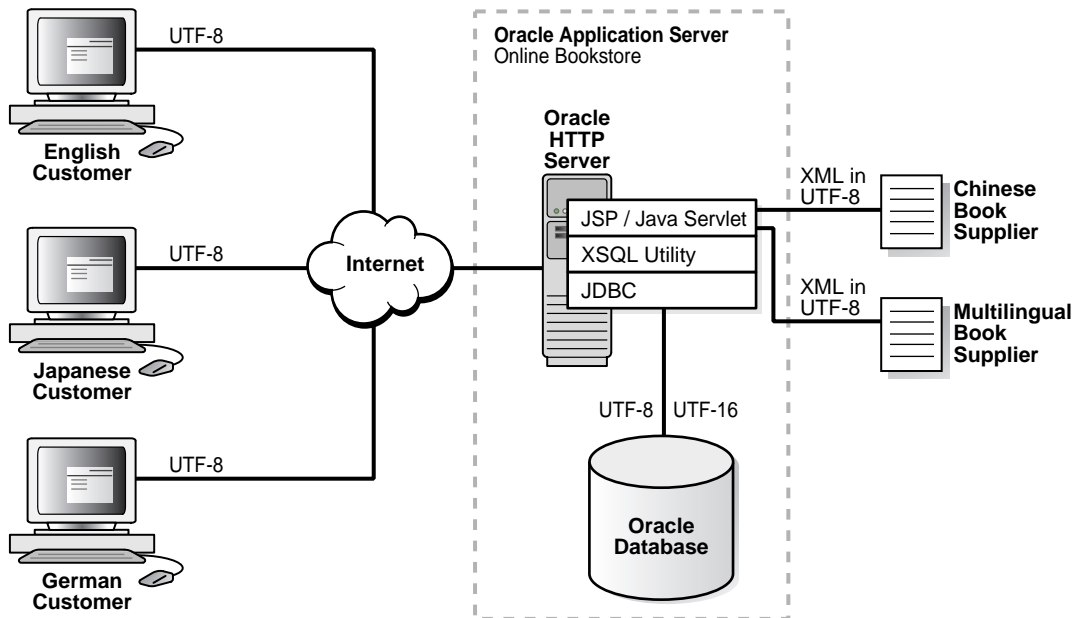 UTF-8
English
Customer
UTF-8
Japanese
Customer
UTF-8
German
Customer
Internet
Oracle Application Server
Online Bookstore
Oracle
HTTP
Server
JSP / Java Servlet
XSQL Utility
JDBC
UTF-8 UTF-16
Oracle
Database
XML in
UTF-8
Chinese
Book
Supplier
XML in
UTF-8
Multilingual
Book
Supplier